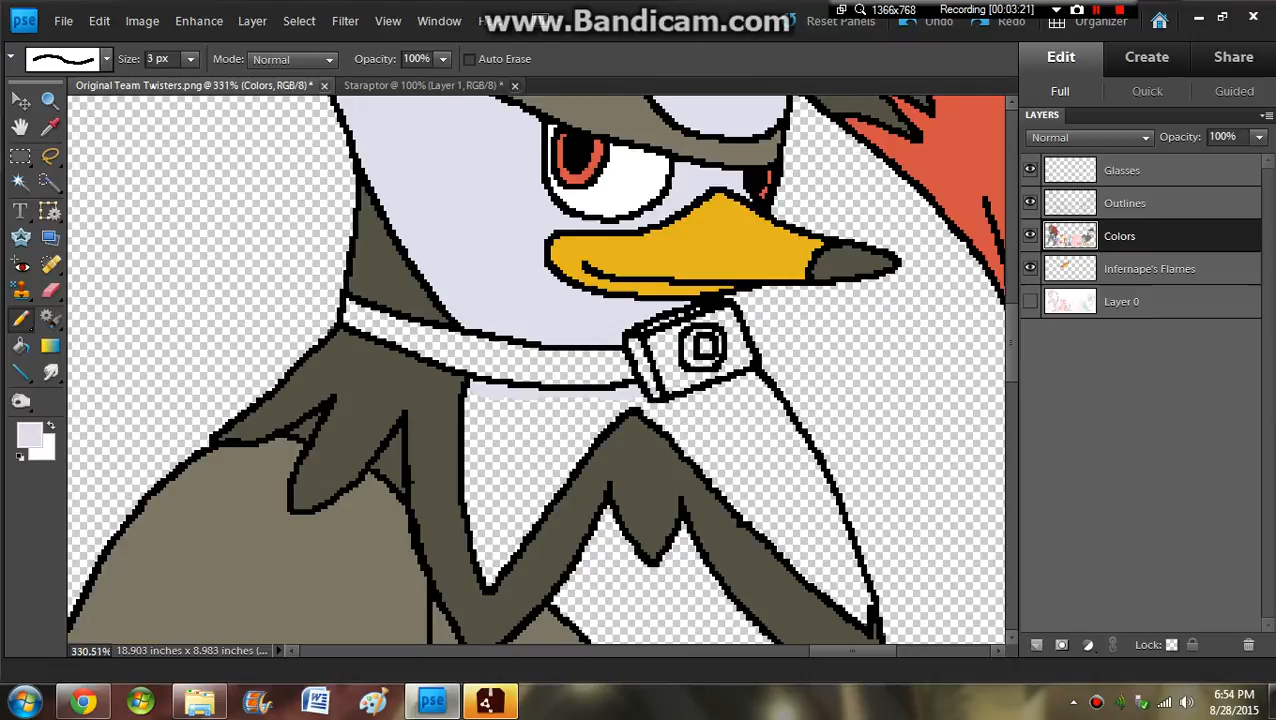 www.Bandicam.com
1366x768 Recording [00:03:21]
pse File Edit Image Enhance Layer Select Filter View Window Reset Panels Undo Redo Organizer
Size: 3 px Mode: Normal Opacity: 100% Auto Erase
Edit Create Share
Original Team Twisters.png @ 331% (Colors, RGB/8) * Staraptor @ 100% (Layer 1, RGB/8) *
Full Quick Guided
LAYERS
Normal Opacity: 100%
Glasses
Outlines
Colors
Infernape's Flames
330.51% 18.903 inches x 8.983 inches (...
Lock:
6:54 PM
8/28/2015